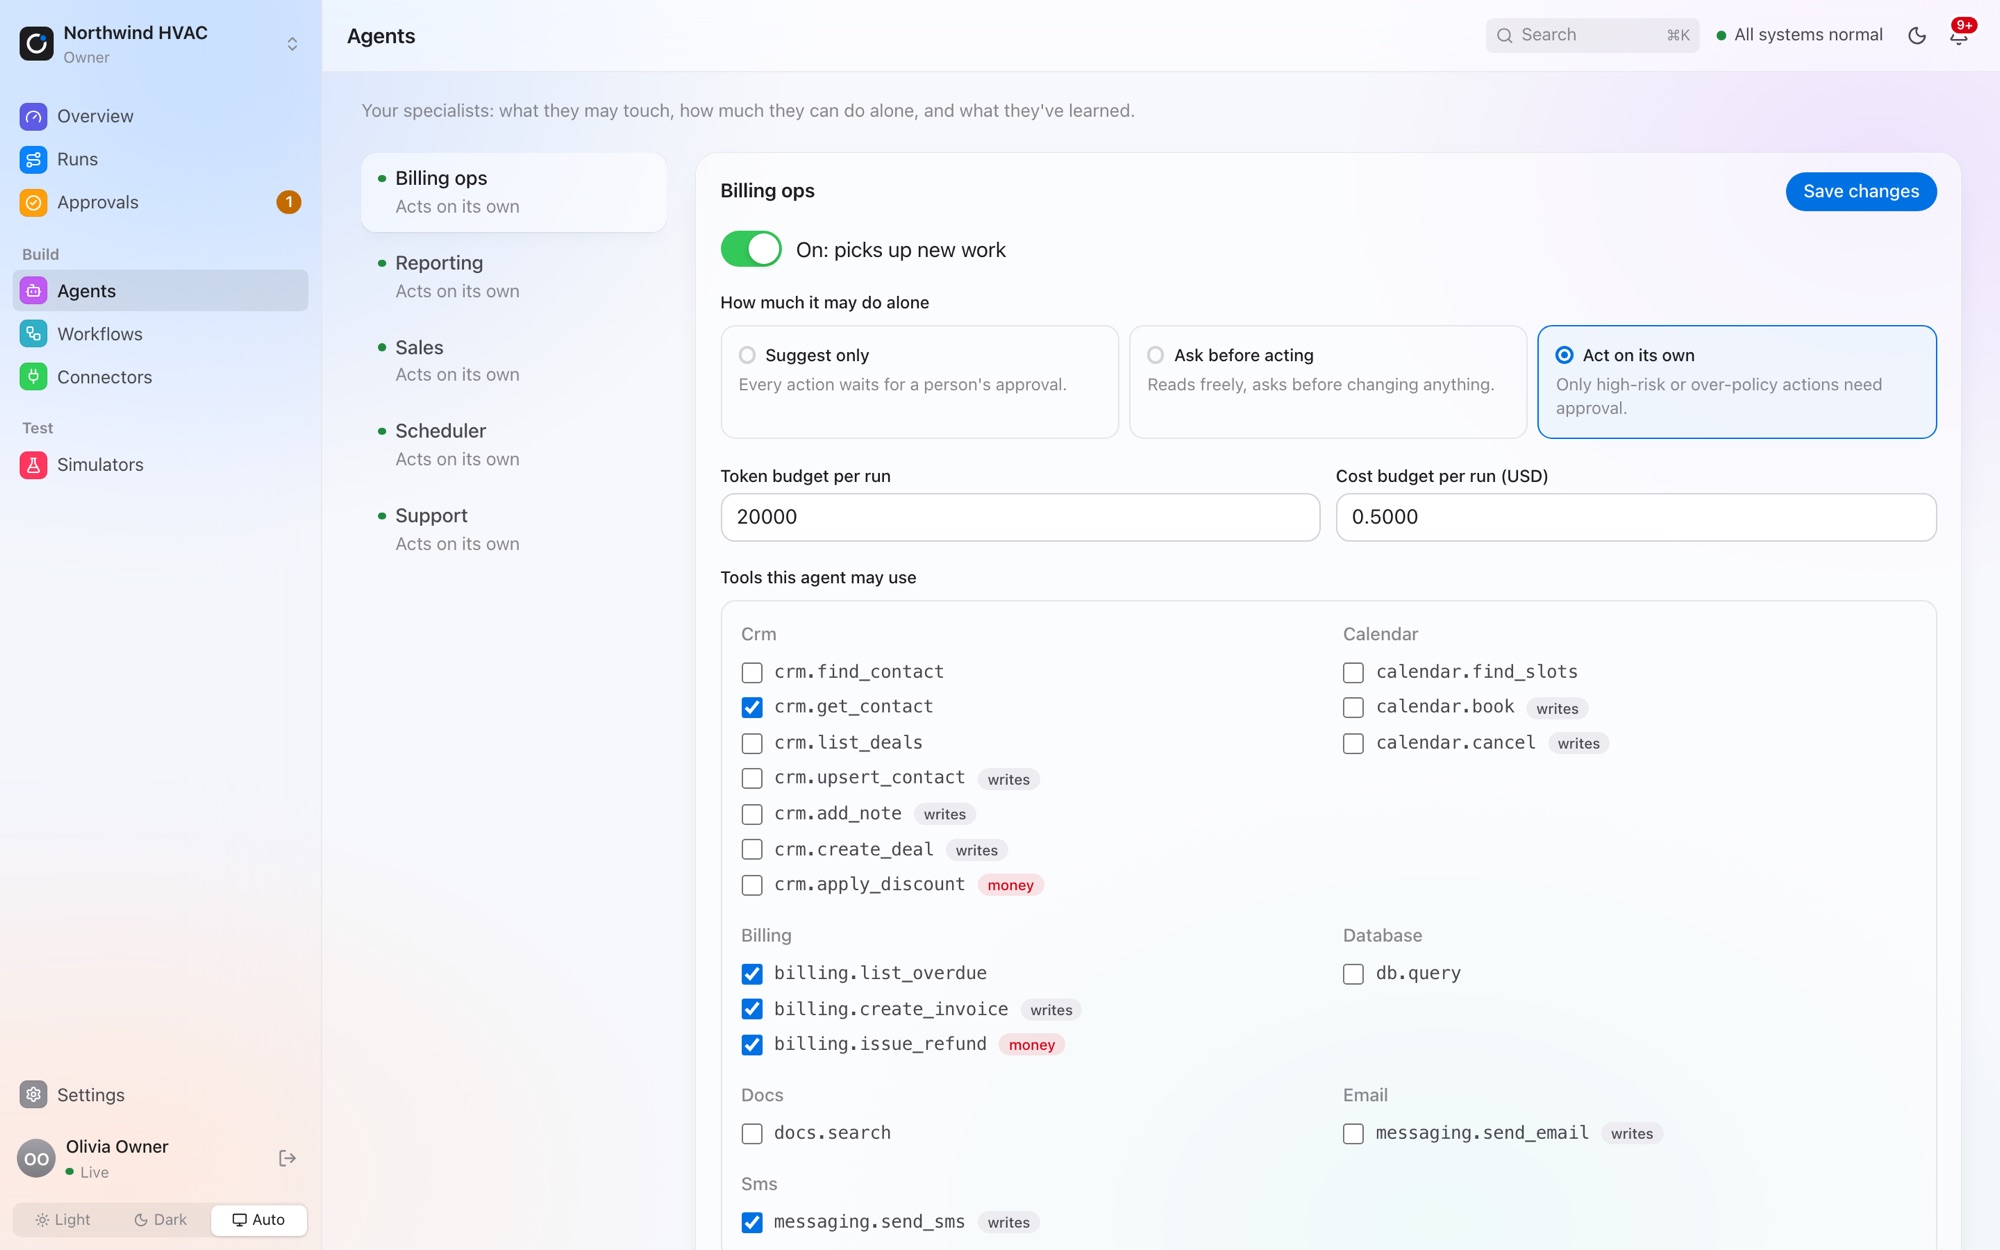 Northwind HVAC
Owner
Overview
Runs
Approvals
1
Build
Agents
Workflows
Connectors
Test
Simulators
Settings
OO
Olivia Owner
Live
Light
Dark
Auto
Agents
Search
⌘K
All systems normal
9+
Your specialists: what they may touch, how much they can do alone, and what they've learned.
Billing ops
Acts on its own
Reporting
Acts on its own
Sales
Acts on its own
Scheduler
Acts on its own
Support
Acts on its own
Billing ops
Save changes
On: picks up new work
How much it may do alone
Suggest only
Every action waits for a person's approval.
Ask before acting
Reads freely, asks before changing anything.
Act on its own
Only high-risk or over-policy actions need
approval.
Token budget per run
20000
Cost budget per run (USD)
0.5000
Tools this agent may use
Crm
crm.find_contact
crm.get_contact
crm.list_deals
crm.upsert_contact writes
crm.add_note writes
crm.create_deal writes
crm.apply_discount money
Calendar
calendar.find_slots
calendar.book writes
calendar.cancel writes
Billing
billing.list_overdue
billing.create_invoice writes
billing.issue_refund money
Database
db.query
Docs
docs.search
Email
messaging.send_email writes
Sms
messaging.send_sms writes